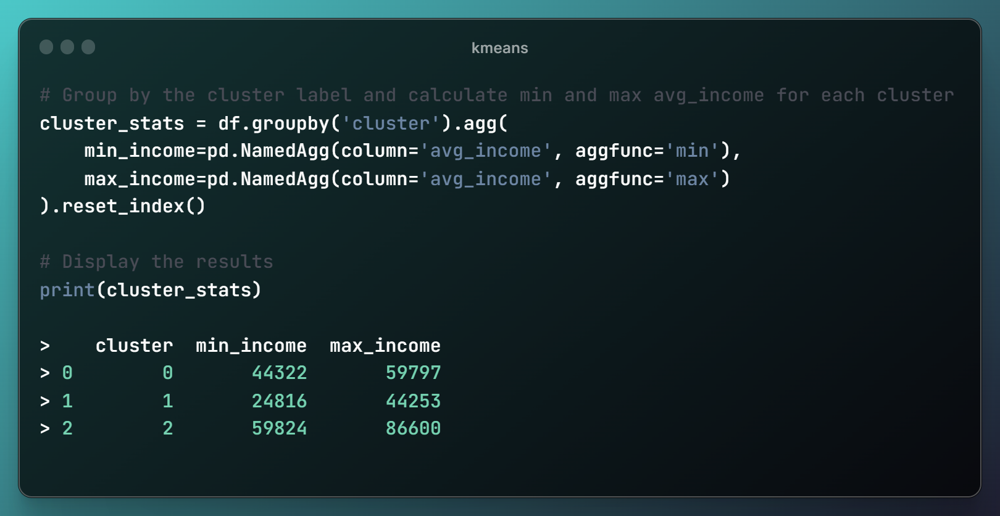 kmeans
# Group by the cluster label and calculate min and max avg_income for each cluster
cluster_stats = df.groupby('cluster').agg(
    min_income=pd.NamedAgg(column='avg_income', aggfunc='min'),
    max_income=pd.NamedAgg(column='avg_income', aggfunc='max')
).reset_index()
# Display the results
print(cluster_stats)
>    cluster  min_income  max_income
> 0        0       44322       59797
> 1        1       24816       44253
> 2        2       59824       86600